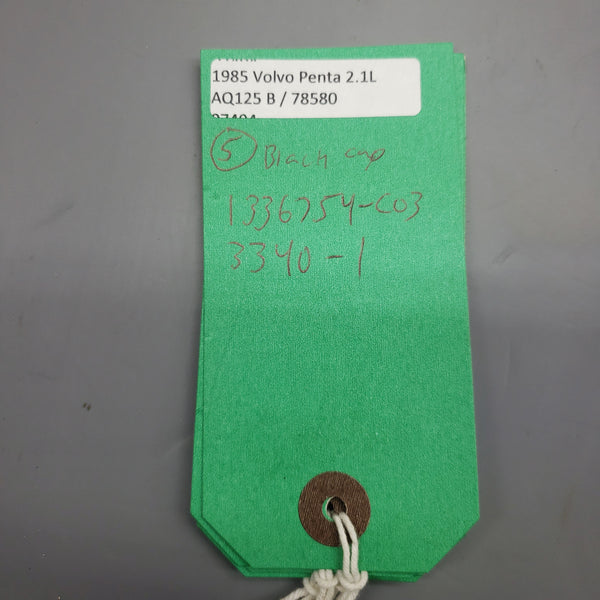 1985 Volvo Penta 2.1L
AQ125 B / 78580
5 Black cap
1336754-C03
3340-1